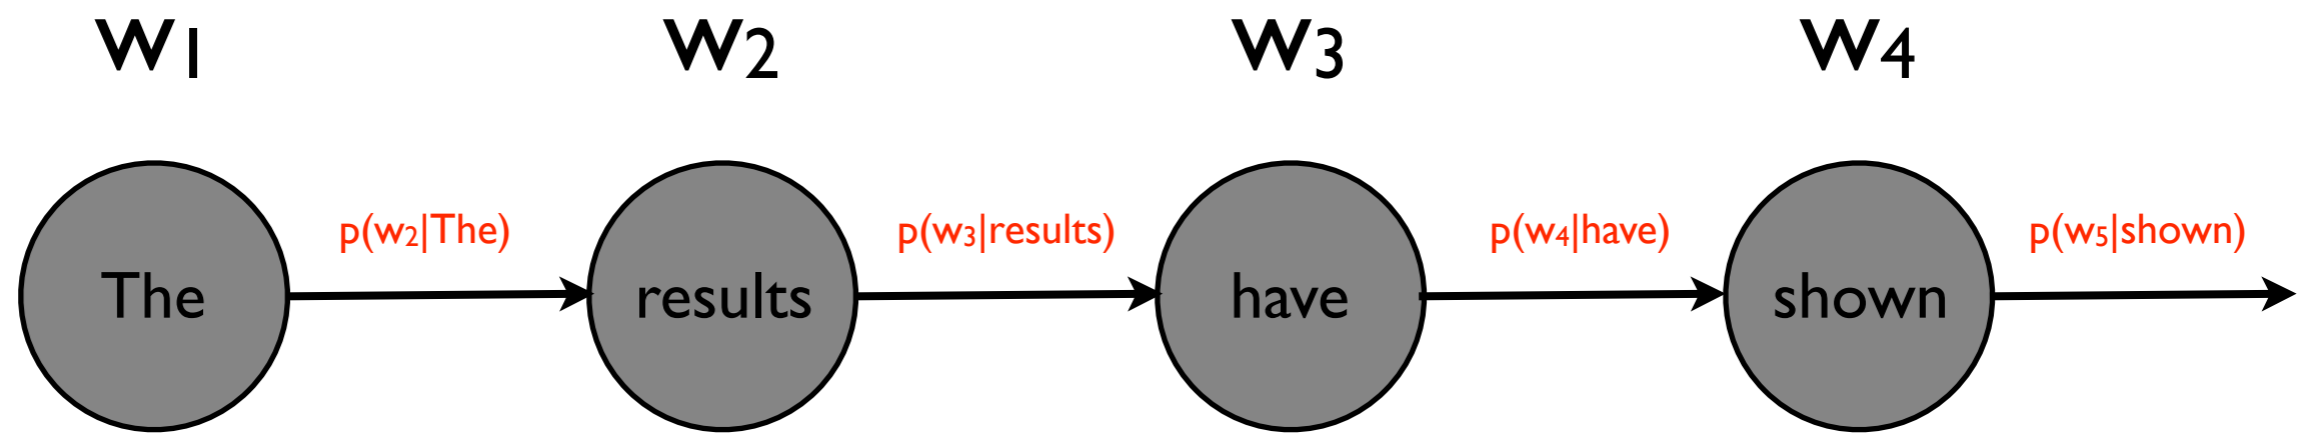 w1 w2 w3 w4
p(w2|The) p(w3|results) p(w4|have) p(w5|shown)
The results have shown